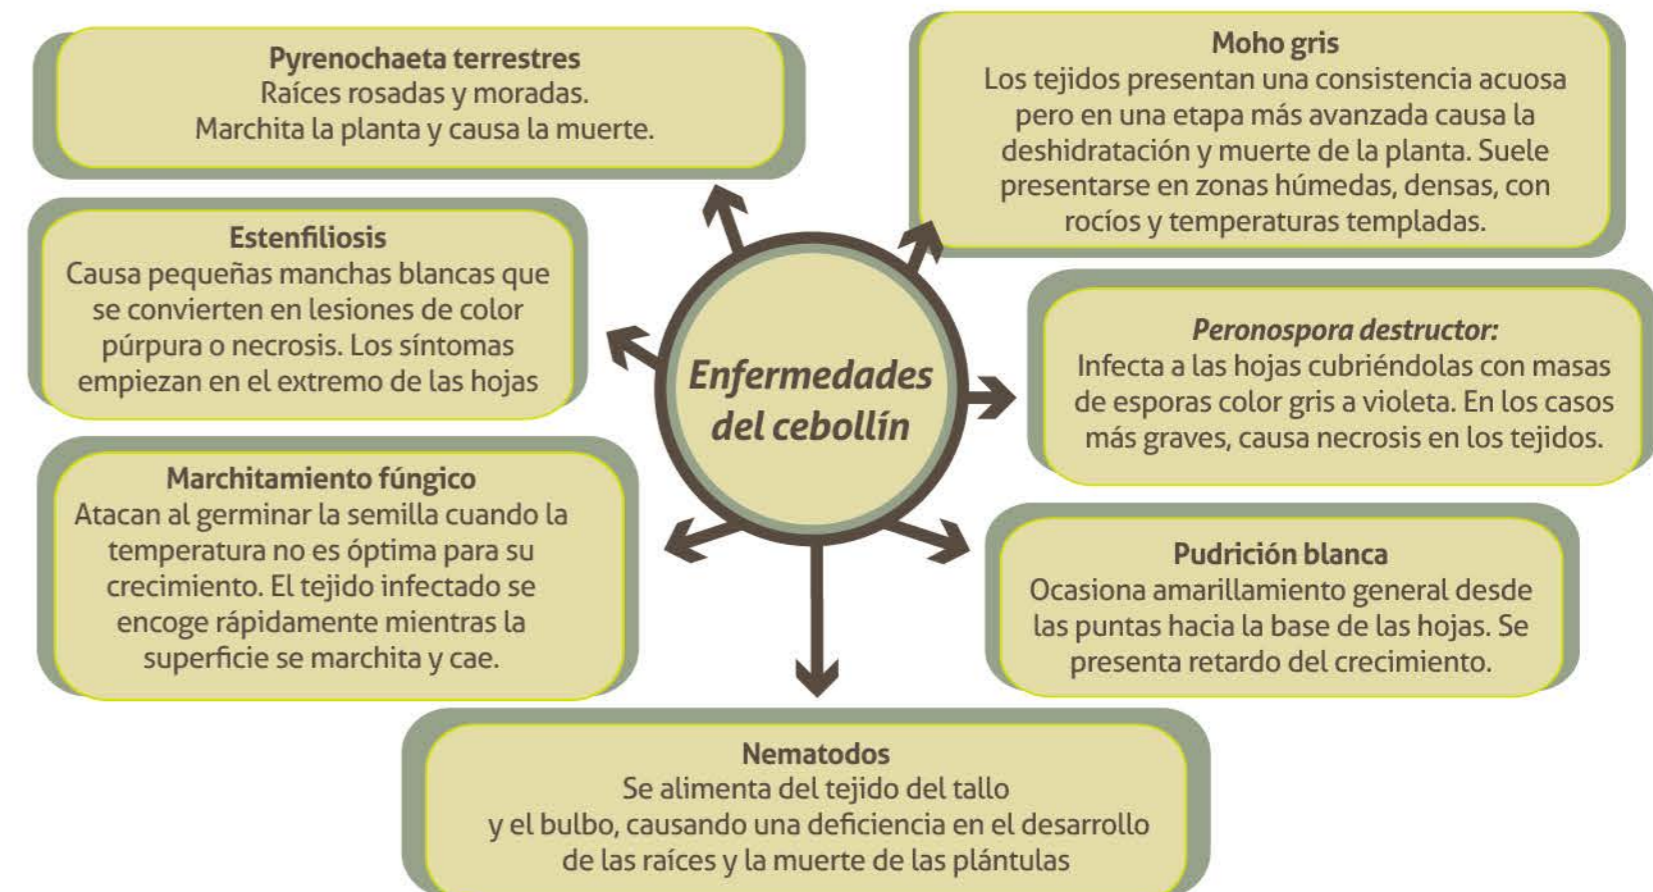 Pyrenochaeta terrestres
Raíces rosadas y moradas.
Marchita la planta y causa la muerte.
Moho gris
Los tejidos presentan una consistencia acuosa
pero en una etapa más avanzada causa la
deshidratación y muerte de la planta. Suele
presentarse en zonas húmedas, densas, con
rocíos y temperaturas templadas.
Estenfiliosis
Causa pequeñas manchas blancas que
se convierten en lesiones de color
púrpura o necrosis. Los síntomas
empiezan en el extremo de las hojas
Enfermedades
del cebollín
Peronospora destructor:
Infecta a las hojas cubriéndolas con masas
de esporas color gris a violeta. En los casos
más graves, causa necrosis en los tejidos.
Marchitamiento fúngico
Atacan al germinar la semilla cuando la
temperatura no es óptima para su
crecimiento. El tejido infectado se
encoge rápidamente mientras la
superficie se marchita y cae.
Pudrición blanca
Ocasiona amarillamiento general desde
las puntas hacia la base de las hojas. Se
presenta retardo del crecimiento.
Nematodos
Se alimenta del tejido del tallo
y el bulbo, causando una deficiencia en el desarrollo
de las raíces y la muerte de las plántulas